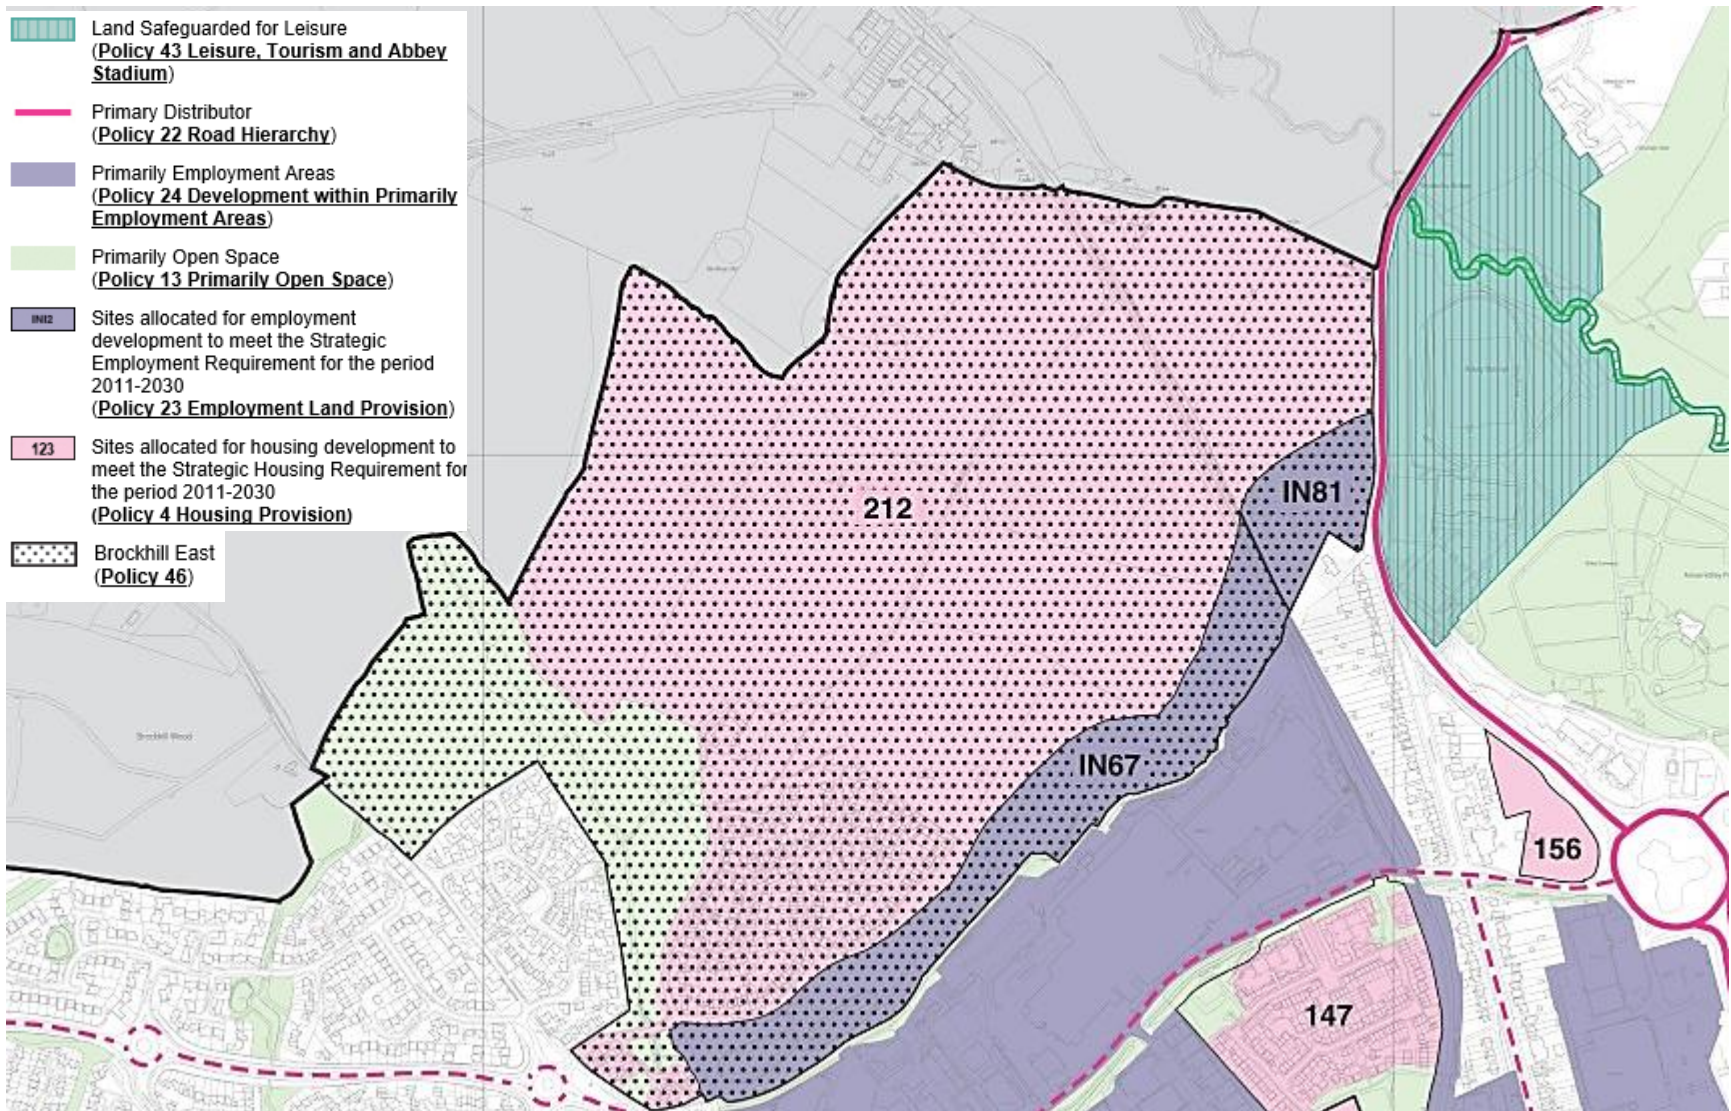 Land Safeguarded for Leisure
(Policy 43 Leisure, Tourism and Abbey
Stadium)
Primary Distributor
(Policy 22 Road Hierarchy)
Primarily Employment Areas
(Policy 24 Development within Primarily
Employment Areas)
Primarily Open Space
(Policy 13 Primarily Open Space)
INI2
Sites allocated for employment
development to meet the Strategic
Employment Requirement for the period
2011-2030
(Policy 23 Employment Land Provision)
123
Sites allocated for housing development to
meet the Strategic Housing Requirement for
the period 2011-2030
(Policy 4 Housing Provision)
Brockhill East
(Policy 46)
212
IN81
IN67
156
147
Brockhill Wood